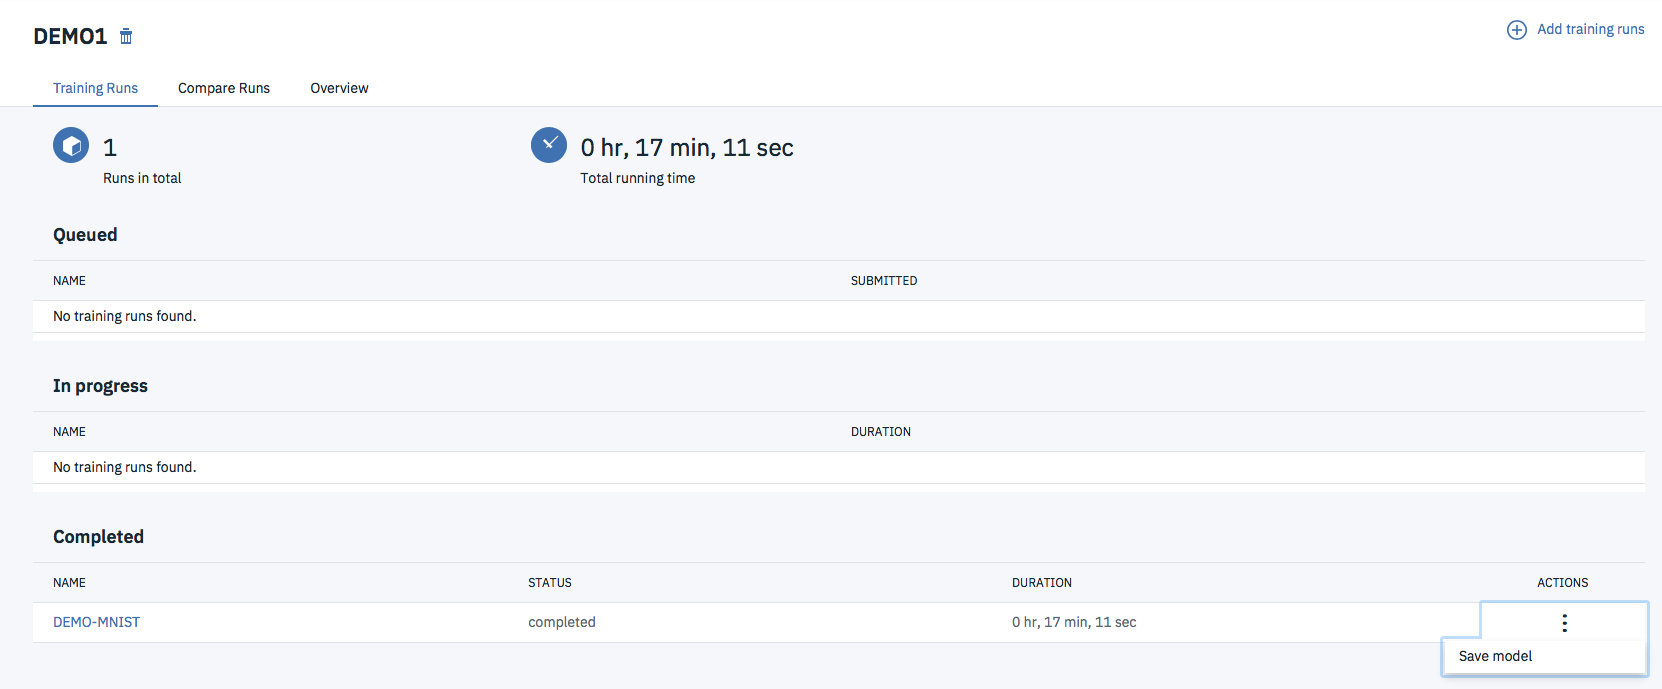 DEMO1
Add training runs
Training Runs Compare Runs Overview
1
Runs in total
0 hr, 17 min, 11 sec
Total running time
Queued
NAME SUBMITTED
No training runs found.
In progress
NAME DURATION
No training runs found.
Completed
NAME STATUS DURATION ACTIONS
DEMO-MNIST completed 0 hr, 17 min, 11 sec
Save model